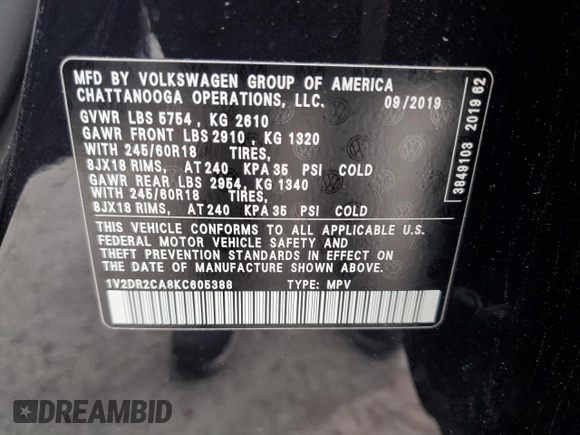 MFD BY VOLKSWAGEN GROUP OF AMERICA
CHATTANOOGA OPERATIONS, LLC. 09/2019
GVWR LBS 5754, KG 2610
GAWR FRONT LBS 2910, KG 1320
WITH 245/60R18 TIRES,
8JX18 RIMS, AT 240 KPA 35 PSI COLD
GAWR REAR LBS 2954, KG 1340
WITH 245/60R18 TIRES,
8JX18 RIMS, AT 240 KPA 35 PSI COLD
THIS VEHICLE CONFORMS TO ALL APPLICABLE U.S.
FEDERAL MOTOR VEHICLE SAFETY AND
THEFT PREVENTION STANDARDS IN EFFECT ON
THE DATE OF MANUFACTURE SHOWN ABOVE.
1V2DR2CA8KC605388 TYPE: MPV
3849103 2019 62
DREAMBID